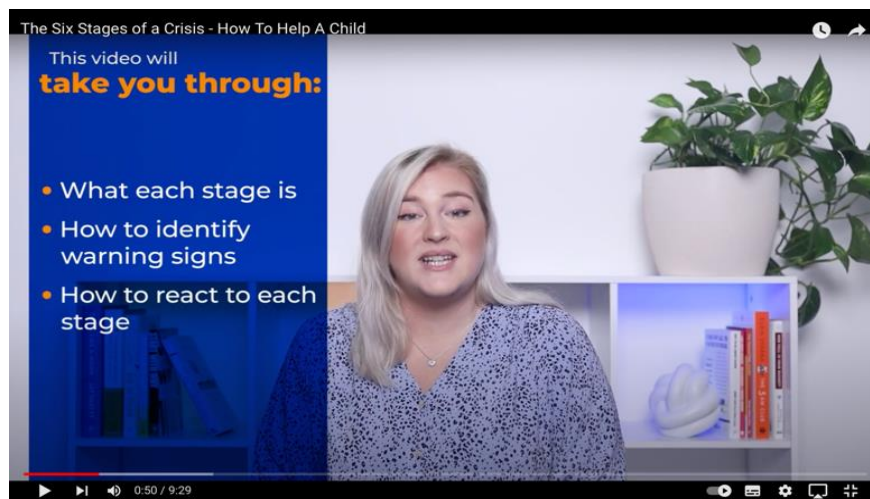 The Six Stages of a Crisis - How To Help A Child
This video will
take you through:
• What each stage is
• How to identify
warning signs
• How to react to each
stage
0:50 / 9:29